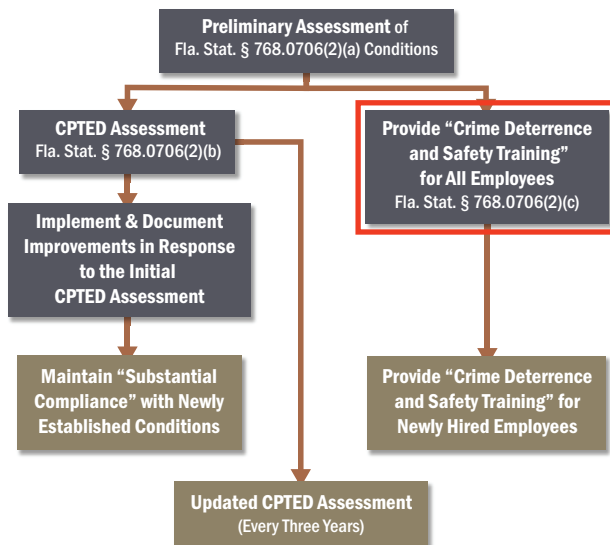 Preliminary Assessment of
Fla. Stat. § 768.0706(2)(a) Conditions
CPTED Assessment
Fla. Stat. § 768.0706(2)(b)
Provide “Crime Deterrence
and Safety Training”
for All Employees
Fla. Stat. § 768.0706(2)(c)
Implement & Document
Improvements in Response
to the Initial
CPTED Assessment
Maintain “Substantial
Compliance” with Newly
Established Conditions
Provide “Crime Deterrence
and Safety Training” for
Newly Hired Employees
Updated CPTED Assessment
(Every Three Years)